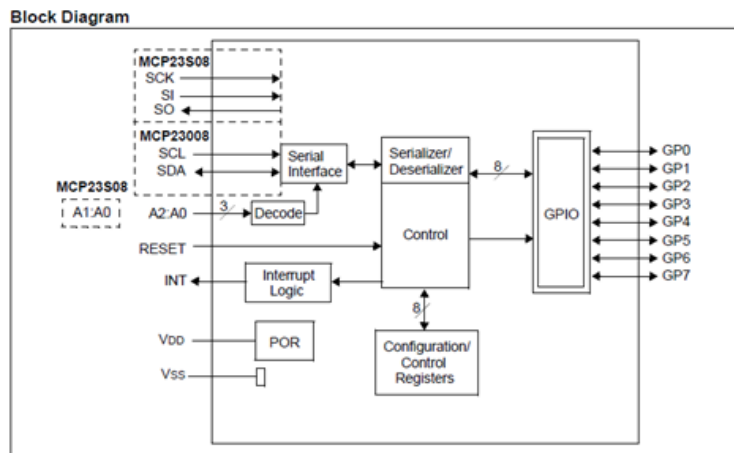 Block Diagram
MCP23S08
SCK
SI
SO
MCP23008
SCL
SDA
Serial
Interface
Serializer/
Deserializer
8
GPIO
GP0
GP1
GP2
GP3
GP4
GP5
GP6
GP7
MCP23S08
A1:A0
A2:A0
3
Decode
Control
RESET
INT
Interrupt
Logic
8
VDD
POR
Configuration/
Control
Registers
VSS